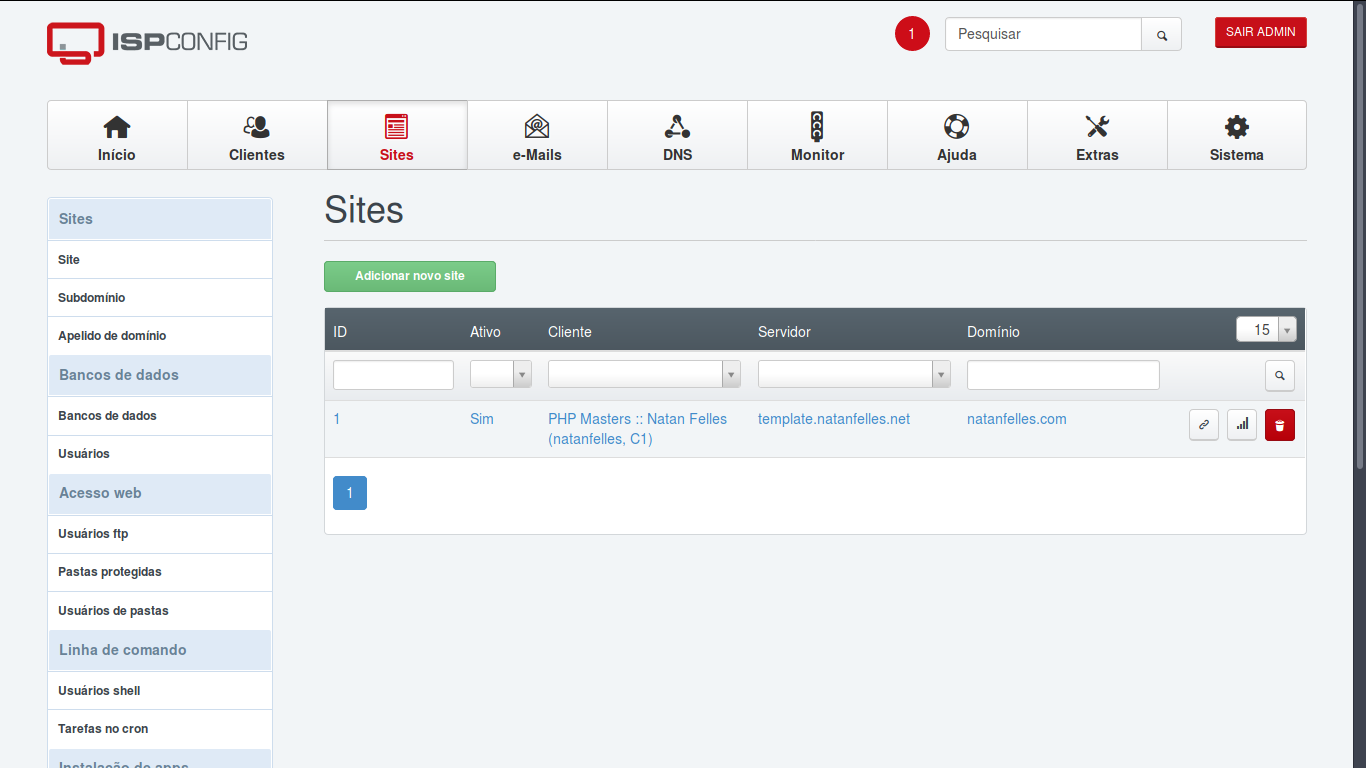 ISPCONFIG
1
Pesquisar
SAIR ADMIN
Início
Clientes
Sites
e-Mails
DNS
Monitor
Ajuda
Extras
Sistema
Sites
Site
Subdomínio
Apelido de domínio
Bancos de dados
Bancos de dados
Usuários
Acesso web
Usuários ftp
Pastas protegidas
Usuários de pastas
Linha de comando
Usuários shell
Tarefas no cron
Instalação de apps
Sites
Adicionar novo site
ID Ativo Cliente Servidor Domínio 15
1 Sim PHP Masters :: Natan Felles template.natanfelles.net natanfelles.com
(natanfelles, C1)
1